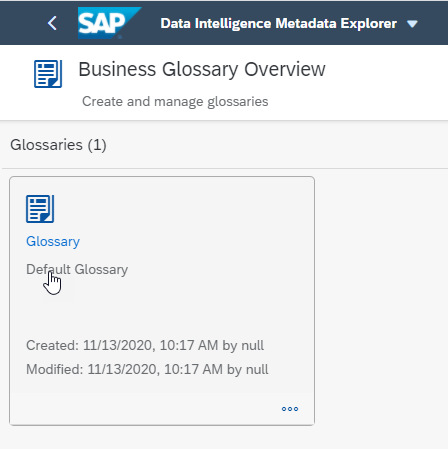 SAP Data Intelligence Metadata Explorer
Business Glossary Overview
Create and manage glossaries
Glossaries (1)
Glossary
Default Glossary
Created: 11/13/2020, 10:17 AM by null
Modified: 11/13/2020, 10:17 AM by null